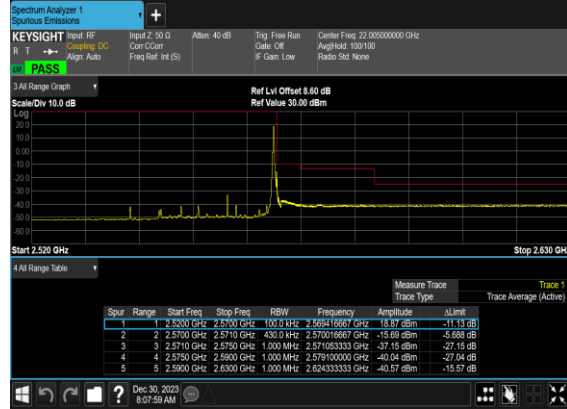 Spectrum Analyzer 1
Spurious Emissions
KEYSIGHT Input: RF Input Z: 50 Ω Atten: 40 dB Trig: Free Run Center Freq: 22.005000000 GHz
R T Coupling: DC Corr CCorr Gate: Off Avg|Hold: 100/100
Align: Auto Freq Ref: Int (S) IF Gain: Low Radio Std: None
PASS
3 All Range Graph
Ref Lvl Offset 8.60 dB
Scale/Div 10.0 dB Ref Value 30.00 dBm
Log
20.0
10.0
0.00
-10.0
-20.0
-30.0
-40.0
-50.0
-60.0
Start 2.520 GHz Stop 2.630 GH
4 All Range Table
Measure Trace Trace 1
Trace Type Trace Average (Active)
Spur Range Start Freq Stop Freq RBW Frequency Amplitude ΔLimit
1 1 2.5200 GHz 2.5700 GHz 100.0 kHz 2.569416667 GHz 18.87 dBm -11.13 dB
2 2 2.5700 GHz 2.5710 GHz 430.0 kHz 2.570016667 GHz -15.69 dBm -5.688 dB
3 3 2.5710 GHz 2.5750 GHz 1.000 MHz 2.571053333 GHz -37.15 dBm -27.15 dB
4 4 2.5750 GHz 2.5900 GHz 1.000 MHz 2.579100000 GHz -40.04 dBm -27.04 dB
5 5 2.5900 GHz 2.6300 GHz 1.000 MHz 2.624333333 GHz -40.57 dBm -15.57 dB
Dec 30, 2023
8:07:59 AM